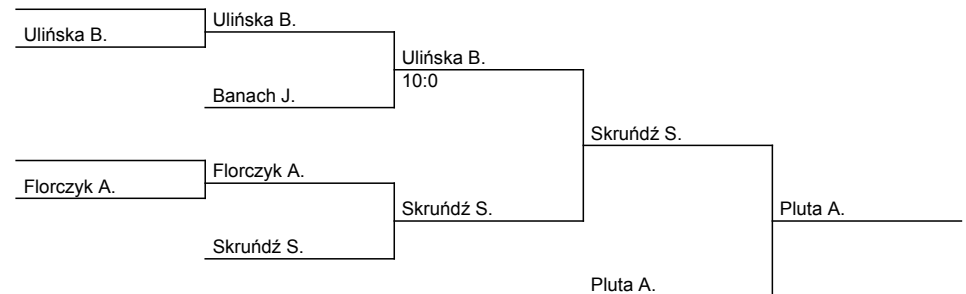 Ulińska B.
Ulińska B.
Ulińska B.
10:0
Banach J.
Skruńdź S.
Florczyk A.
Florczyk A.
Skruńdź S.
Pluta A.
Skruńdź S.
Pluta A.